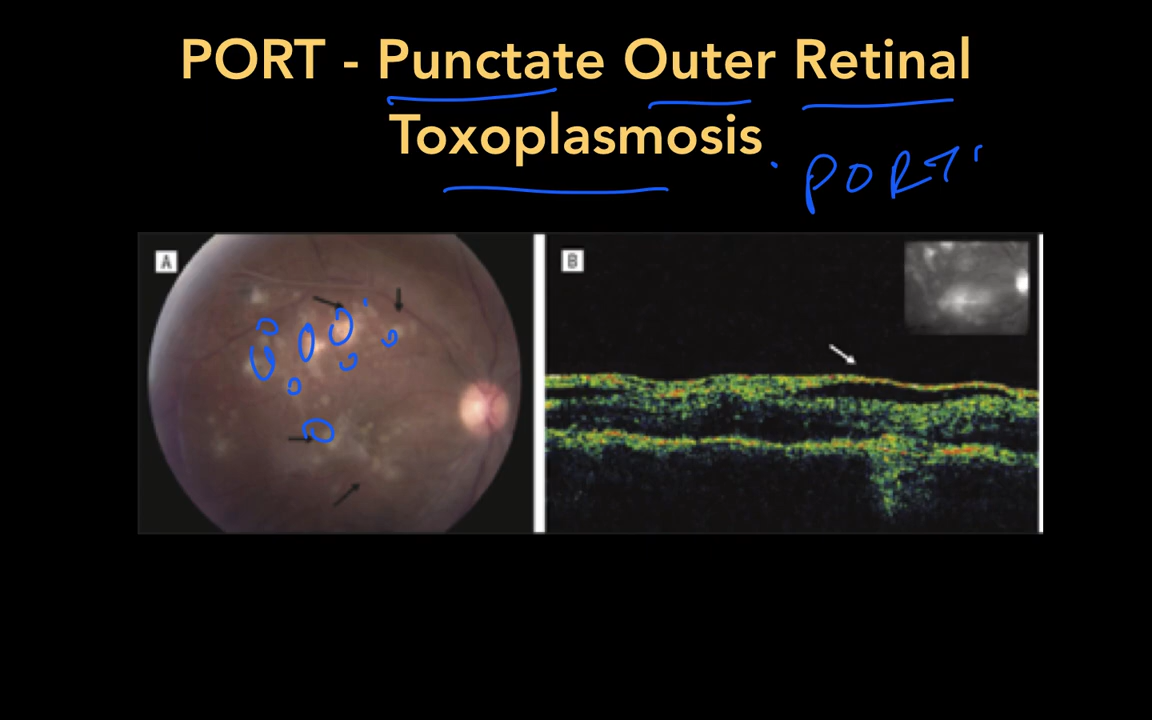 PORT - Punctate Outer Retinal
Toxoplasmosis
PORT
A
B